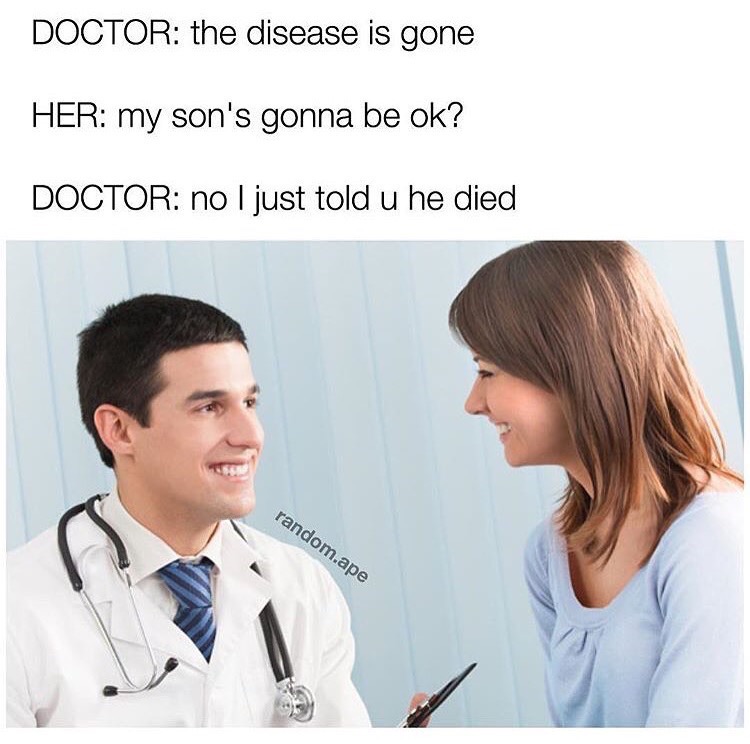 DOCTOR: the disease is gone
HER: my son's gonna be ok?
DOCTOR: no I just told u he died
random.ape